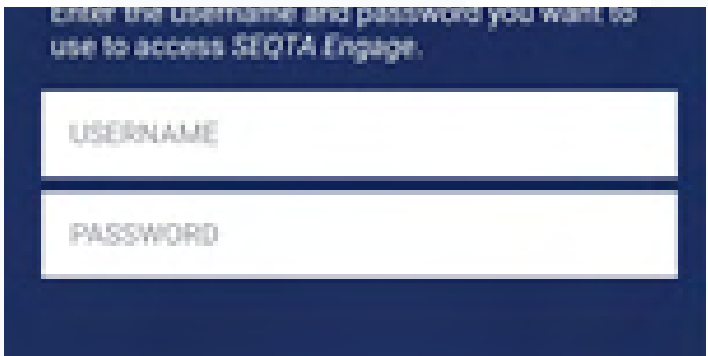 Enter the username and password you want to
use to access SEQTA Engage.
USERNAME
PASSWORD